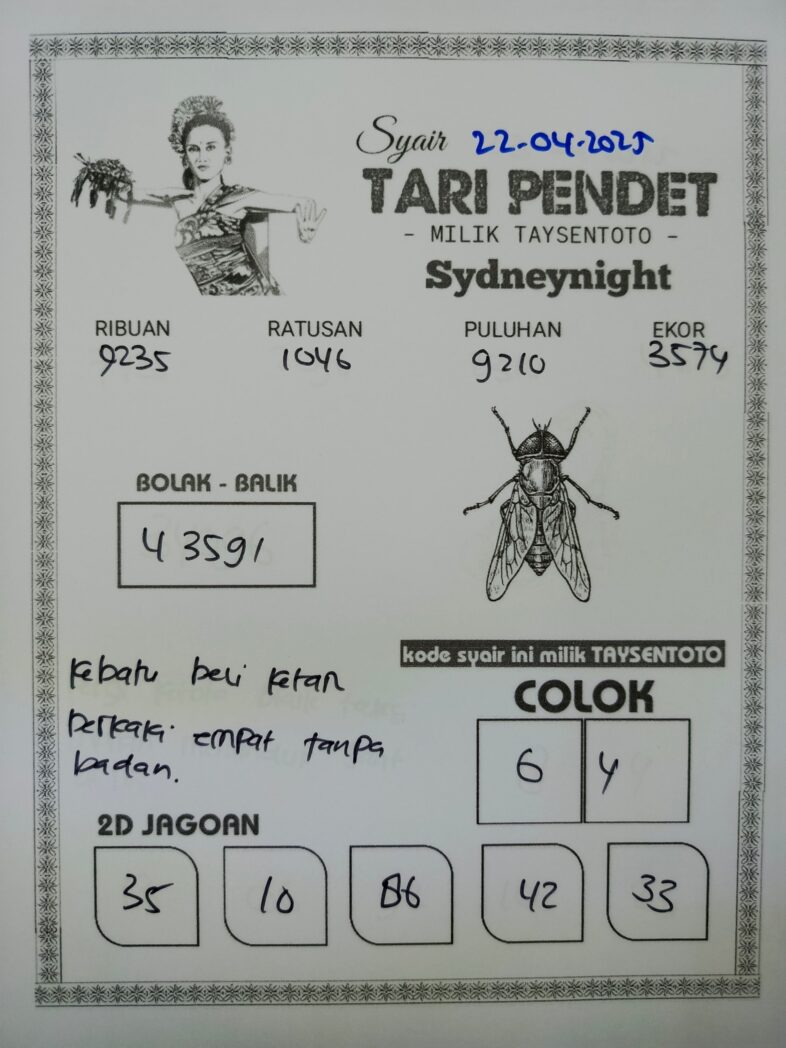 Syair 22-04-2025
TARI PENDET
- MILIK TAYSENTOTO -
Sydneynight
RIBUAN RATUSAN PULUHAN EKOR
9235 1046 9210 3574
BOLAK - BALIK
43591
kode syair ini milik TAYSENTOTO
kebatu beli ketan
berkaki empat tanpa
badan.
COLOK
6 4
2D JAGOAN
35 10 86 42 33